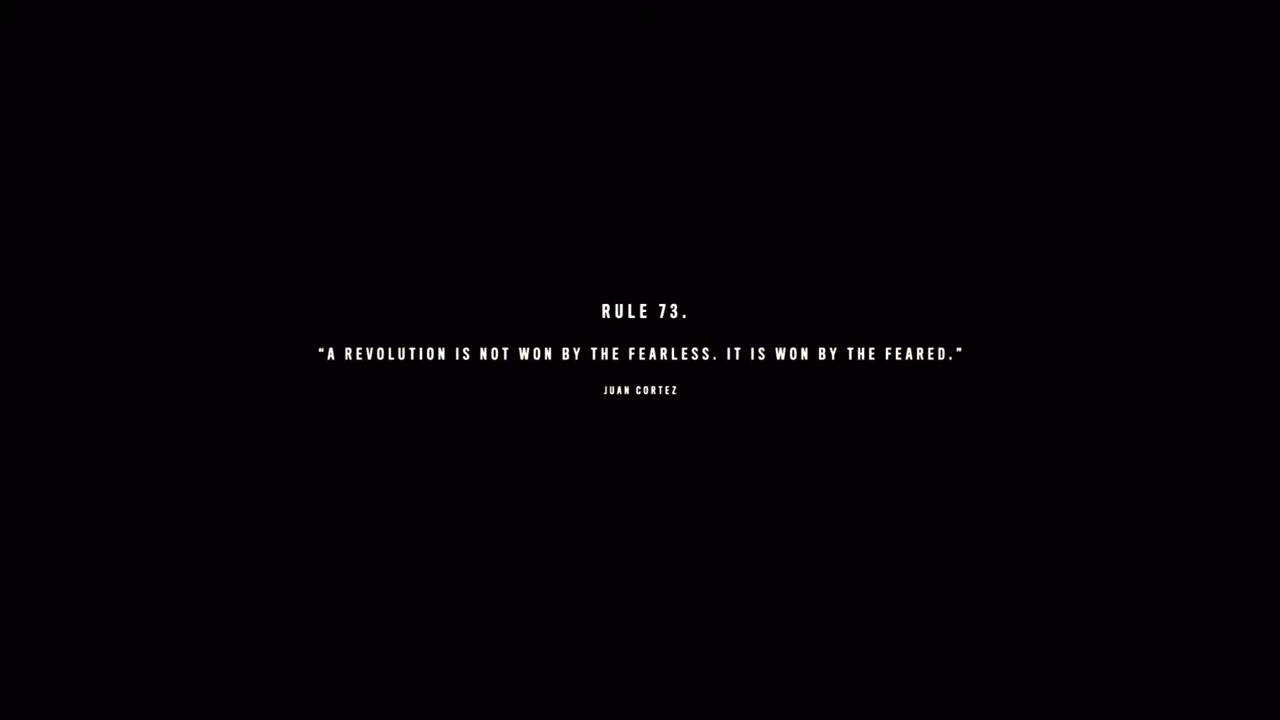 RULE 73.
“A REVOLUTION IS NOT WON BY THE FEARLESS. IT IS WON BY THE FEARED.”
JUAN CORTEZ